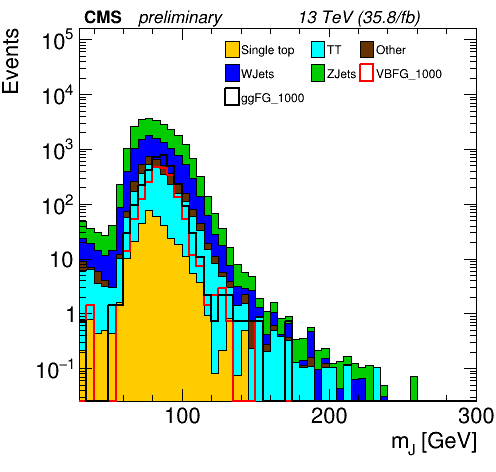 CMS preliminary 13 TeV (35.8/fb)
Events
Single top TT Other
WJets ZJets VBFG_1000
ggFG_1000
10^5
10^4
10^3
10^2
10
1
10^−1
100 200 300
m_J [GeV]